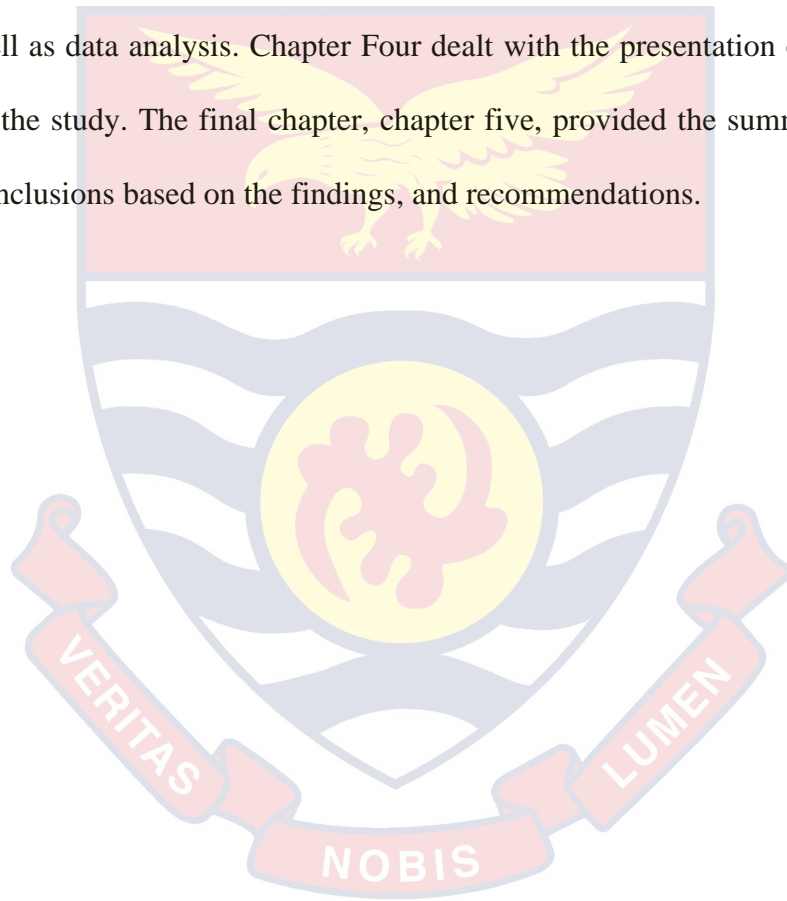 ll as data analysis. Chapter Four dealt with the presentation
the study. The final chapter, chapter five, provided the sum
nclusions based on the findings, and recommendations.
VERITAS
NOBIS
LUMEN